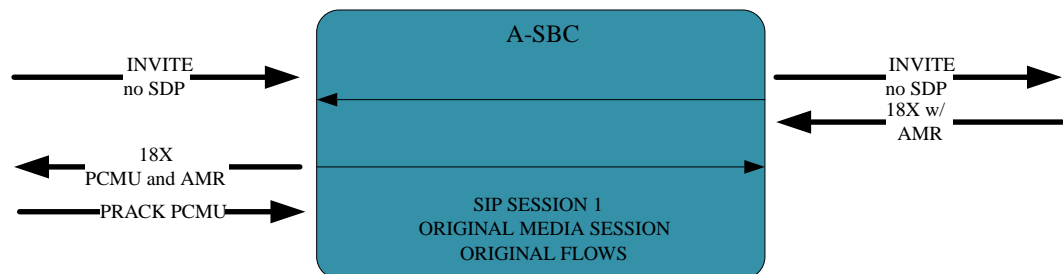 A-SBC
INVITE
no SDP
INVITE
no SDP
18X w/
AMR
18X
PCMU and AMR
PRACK PCMU
SIP SESSION 1
ORIGINAL MEDIA SESSION
ORIGINAL FLOWS